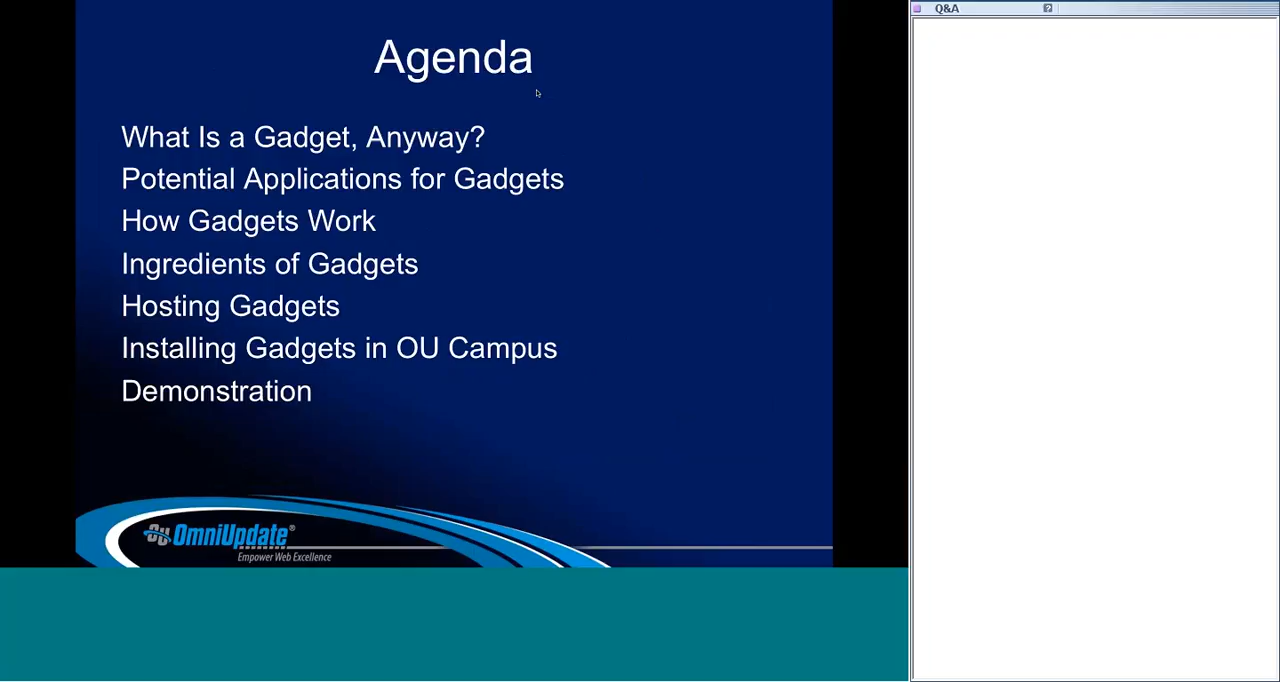 Agenda
What Is a Gadget, Anyway?
Potential Applications for Gadgets
How Gadgets Work
Ingredients of Gadgets
Hosting Gadgets
Installing Gadgets in OU Campus
Demonstration
OU OmniUpdate®
Empower Web Excellence
Q&A
?